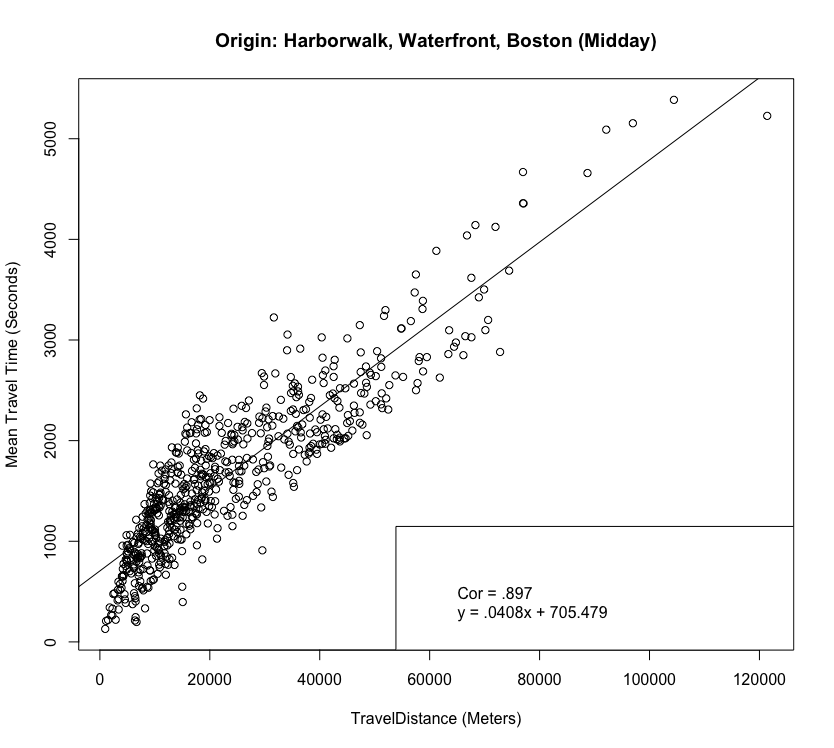 Origin: Harborwalk, Waterfront, Boston (Midday)
Mean Travel Time (Seconds)
5000
4000
3000
2000
1000
0
Cor = .897
y = .0408x + 705.479
0 20000 40000 60000 80000 100000 120000
TravelDistance (Meters)